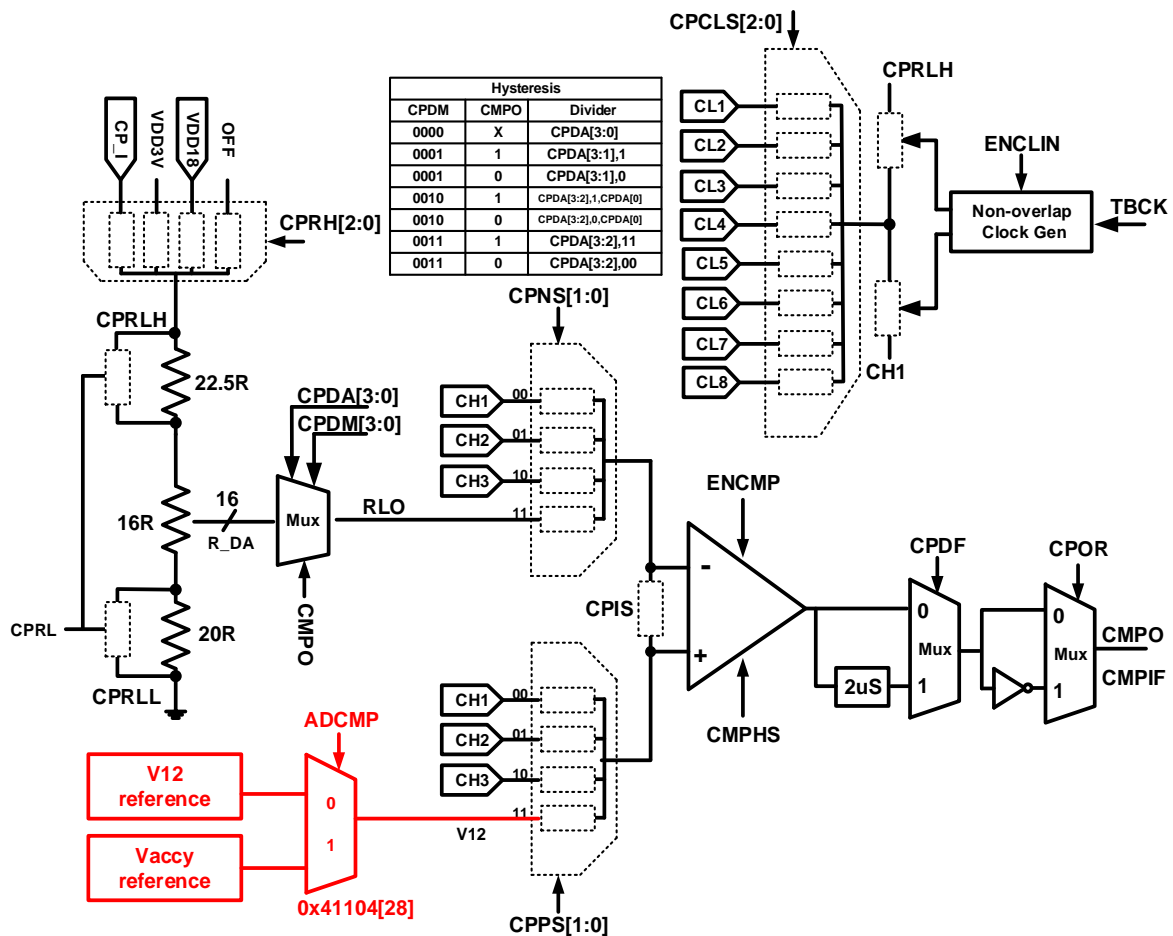 CPCLS[2:0]
CP_I
VDD3V
VDD18
OFF
CPRH[2:0]
Hysteresis
CPDM CMPO Divider
0000 X CPDA[3:0]
0001 1 CPDA[3:1],1
0001 0 CPDA[3:1],0
0010 1 CPDA[3:2],1,CPDA[0]
0010 0 CPDA[3:2],0,CPDA[0]
0011 1 CPDA[3:2],11
0011 0 CPDA[3:2],00
CL1
CL2
CL3
CL4
CL5
CL6
CL7
CL8
CPRLH
CH1
ENCLIN
Non-overlap
Clock Gen
TBCK
CPRLH
22.5R
16R
20R
CPRL
CPRLL
16
R_DA
CPDA[3:0]
CPDM[3:0]
Mux
CMPO
RLO
CPNS[1:0]
CH1 00
CH2 01
CH3 10
11
CPIS
ENCMP
-
+
CMPHS
CPDF
0
Mux
1
2uS
CPOR
0
Mux
1
CMPO
CMPIF
CH1 00
CH2 01
CH3 10
11
V12
CPPS[1:0]
ADCMP
V12
reference
0
1
Vaccy
reference
0x41104[28]